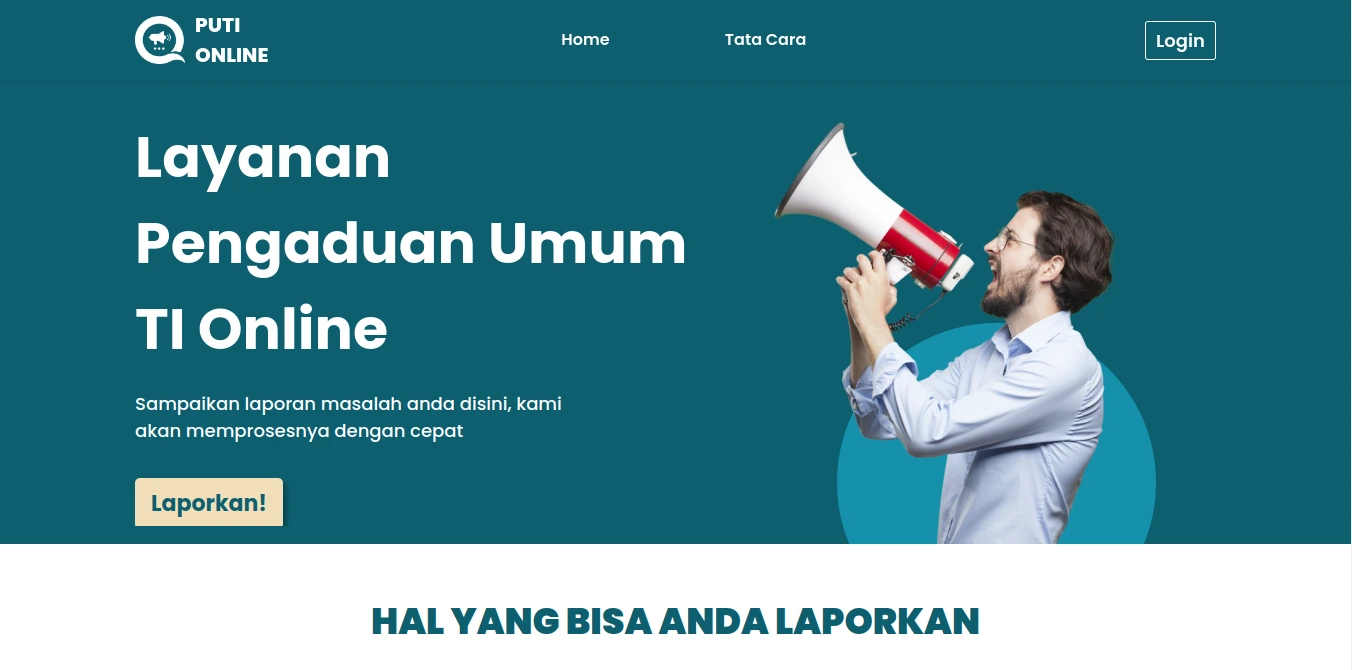 PUTI
ONLINE
Home
Tata Cara
Login
Layanan
Pengaduan Umum
TI Online
Sampaikan laporan masalah anda disini, kami
akan memprosesnya dengan cepat
Laporkan!
HAL YANG BISA ANDA LAPORKAN